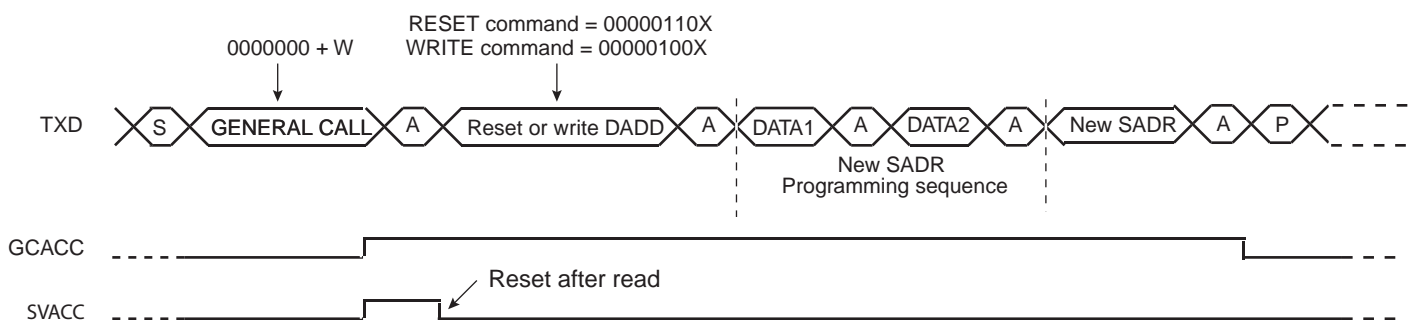 RESET command = 00000110X
0000000 + W
WRITE command = 00000100X
TXD
S
GENERAL CALL
A
Reset or write DADD
A
DATA1
A
DATA2
A
New SADR
A
P
New SADR
Programming sequence
GCACC
Reset after read
SVACC